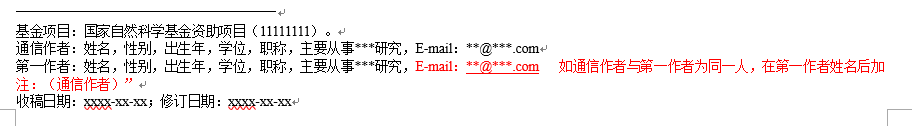 基金项目：国家自然科学基金资助项目（11111111）。
通信作者：姓名，性别，出生年，学位，职称，主要从事***研究，E-mail：**@***.com
第一作者：姓名，性别，出生年，学位，职称，主要从事***研究，E-mail：**@***.com 如通信作者与第一作者为同一人，在第一作者姓名后加
注：（通信作者）”
收稿日期：xxxx-xx-xx；修订日期：xxxx-xx-xx